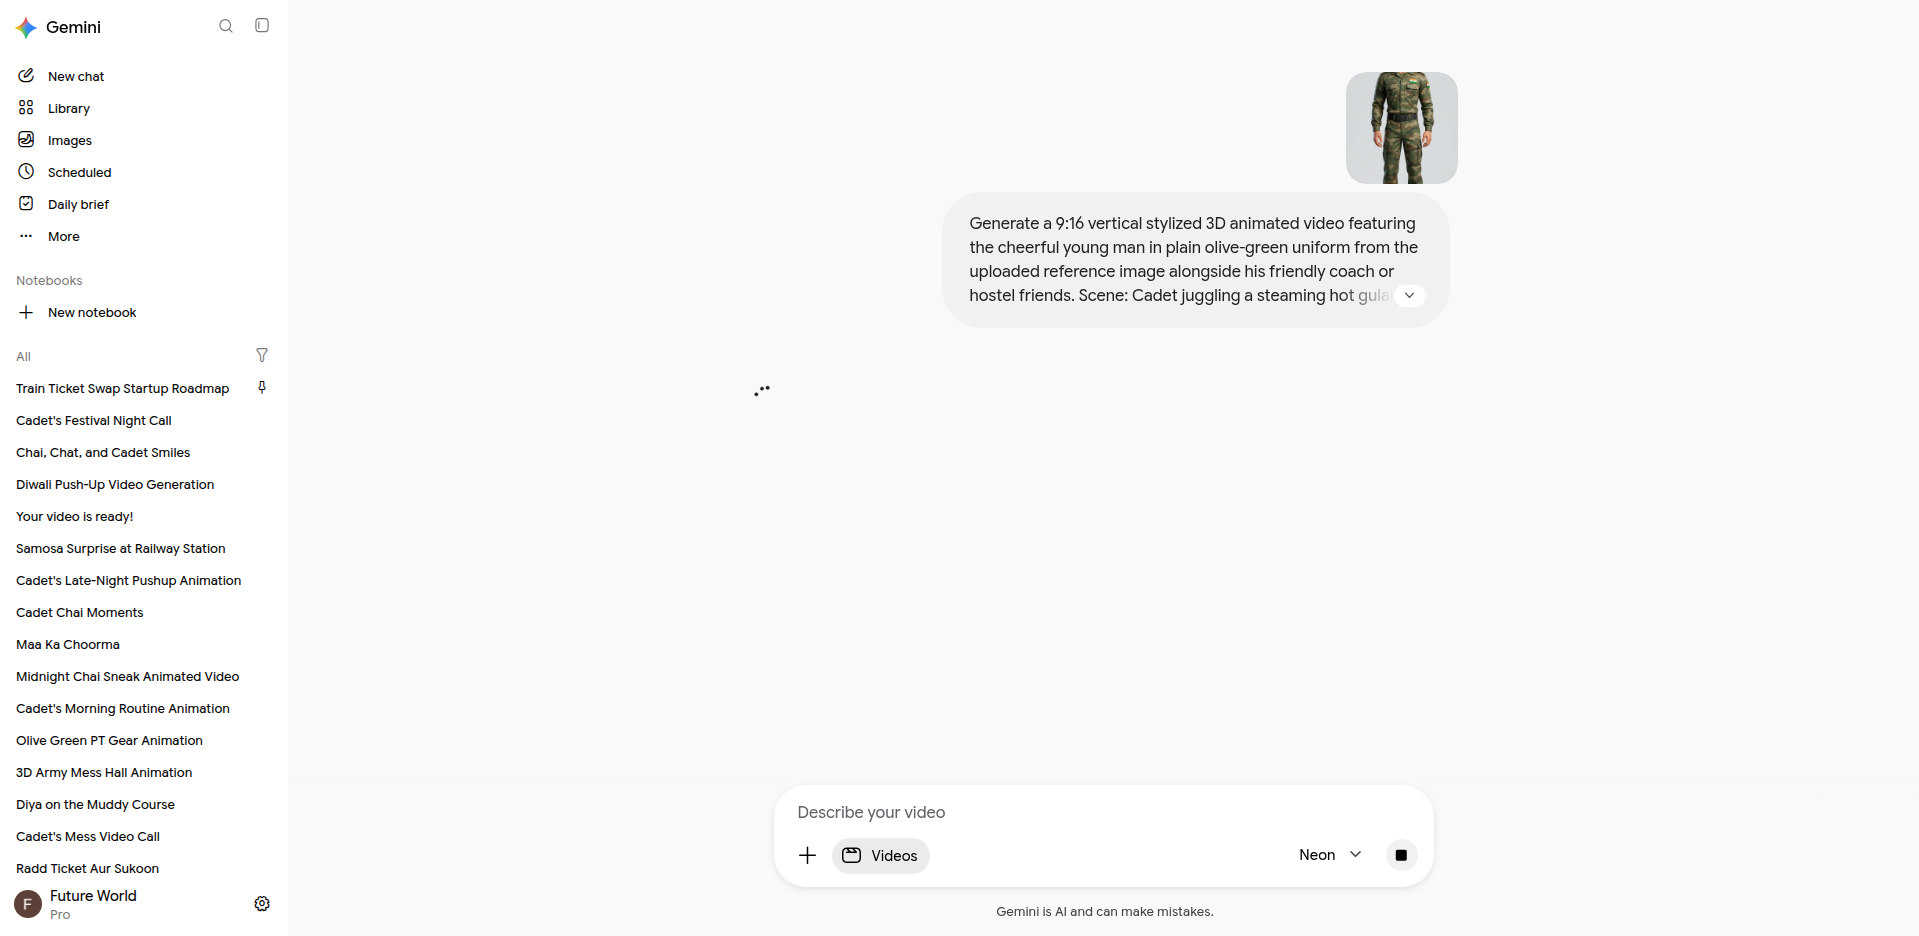 Gemini
New chat
Library
Images
Scheduled
Daily brief
More
Notebooks
New notebook
All
Train Ticket Swap Startup Roadmap
Cadet's Festival Night Call
Chai, Chat, and Cadet Smiles
Diwali Push-Up Video Generation
Your video is ready!
Samosa Surprise at Railway Station
Cadet's Late-Night Pushup Animation
Cadet Chai Moments
Maa Ka Choorma
Midnight Chai Sneak Animated Video
Cadet's Morning Routine Animation
Olive Green PT Gear Animation
3D Army Mess Hall Animation
Diya on the Muddy Course
Cadet's Mess Video Call
Radd Ticket Aur Sukoon
F
Future World
Pro
Generate a 9:16 vertical stylized 3D animated video featuring
the cheerful young man in plain olive-green uniform from the
uploaded reference image alongside his friendly coach or
hostel friends. Scene: Cadet juggling a steaming hot
Describe your video
Videos
Neon
Gemini is AI and can make mistakes.